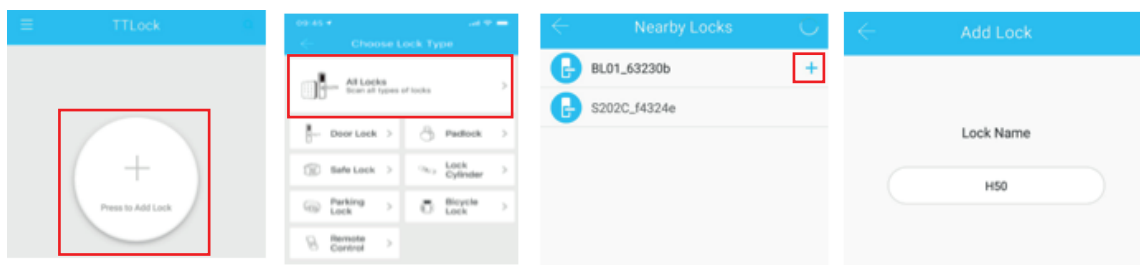 TTLock
Press to Add Lock
09:45
Choose Lock Type
All Locks
Scan all types of locks
Door Lock
Padlock
Safe Lock
Lock
Cylinder
Parking
Lock
Bicycle
Lock
Remote
Control
Nearby Locks
BL01_63230b
S202C_f4324e
Add Lock
Lock Name
H50